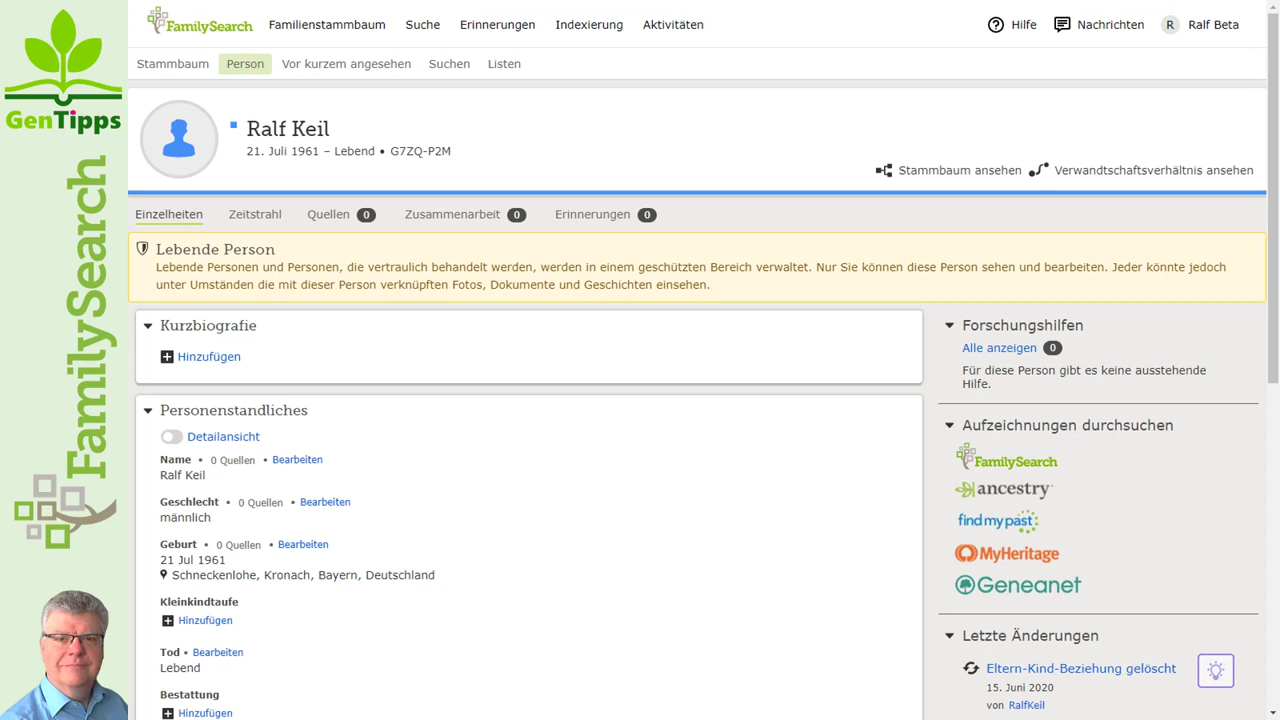 GenTipps
FamilySearch
FamilySearch Familienstammbaum Suche Erinnerungen Indexierung Aktivitäten Hilfe Nachrichten R Ralf Beta
Stammbaum Person Vor kurzem angesehen Suchen Listen
Ralf Keil
21. Juli 1961 – Lebend • G7ZQ-P2M
Stammbaum ansehen Verwandtschaftsverhältnis ansehen
Einzelheiten Zeitstrahl Quellen 0 Zusammenarbeit 0 Erinnerungen 0
Lebende Person
Lebende Personen und Personen, die vertraulich behandelt werden, werden in einem geschützten Bereich verwaltet. Nur Sie können diese Person sehen und bearbeiten. Jeder könnte jedoch
unter Umständen die mit dieser Person verknüpften Fotos, Dokumente und Geschichten einsehen.
Kurzbiografie
Hinzufügen
Personenstandliches
Detailansicht
Name • 0 Quellen • Bearbeiten
Ralf Keil
Geschlecht • 0 Quellen • Bearbeiten
männlich
Geburt • 0 Quellen • Bearbeiten
21 Jul 1961
Schneckenlohe, Kronach, Bayern, Deutschland
Kleinkindtaufe
Hinzufügen
Tod • Bearbeiten
Lebend
Bestattung
Hinzufügen
Forschungshilfen
Alle anzeigen 0
Für diese Person gibt es keine ausstehende
Hilfe.
Aufzeichnungen durchsuchen
FamilySearch
ancestry
findmypast
MyHeritage
Geneanet
Letzte Änderungen
Eltern-Kind-Beziehung gelöscht
15. Juni 2020
von RalfKeil